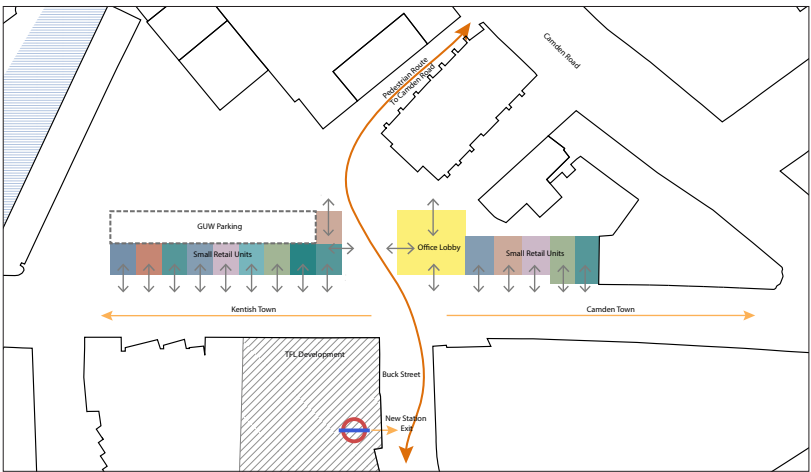 Camden Road
Pedestrian Route
To Camden Road
GUW Parking
Small Retail Units
Office Lobby
Small Retail Units
Kentish Town
Camden Town
TFL Development
Buck Street
New Station
Exit